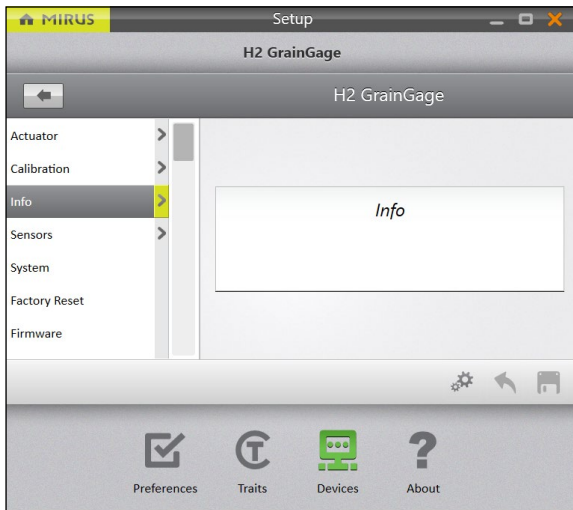 MIRUS
Setup
H2 GrainGage
H2 GrainGage
Actuator
Calibration
Info
Sensors
System
Factory Reset
Firmware
Info
Preferences
Traits
Devices
About